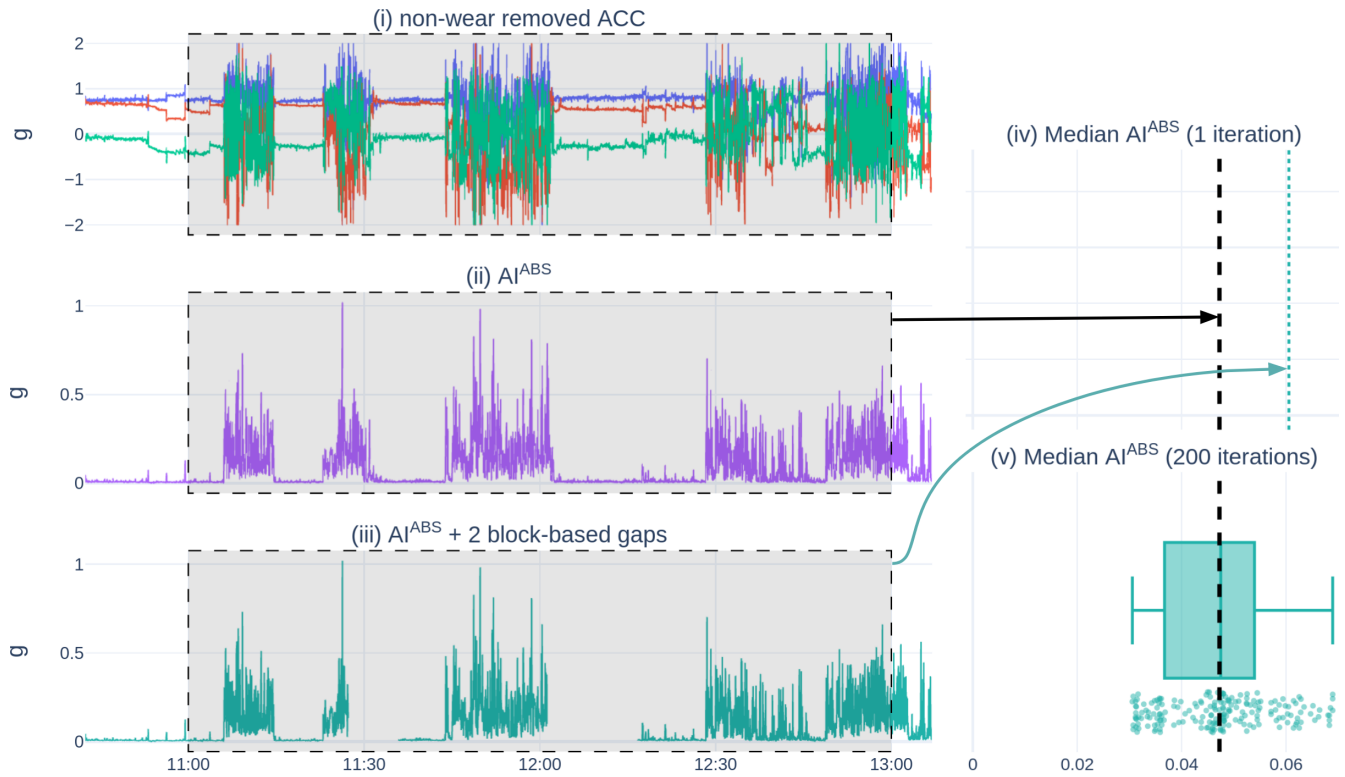 (i) non-wear removed ACC
2
1
0
−1
−2
g
(ii) AI^ABS
1
0.5
0
g
(iii) AI^ABS + 2 block-based gaps
1
0.5
0
g
11:00
11:30
12:00
12:30
13:00
(iv) Median AI^ABS (1 iteration)
(v) Median AI^ABS (200 iterations)
0
0.02
0.04
0.06